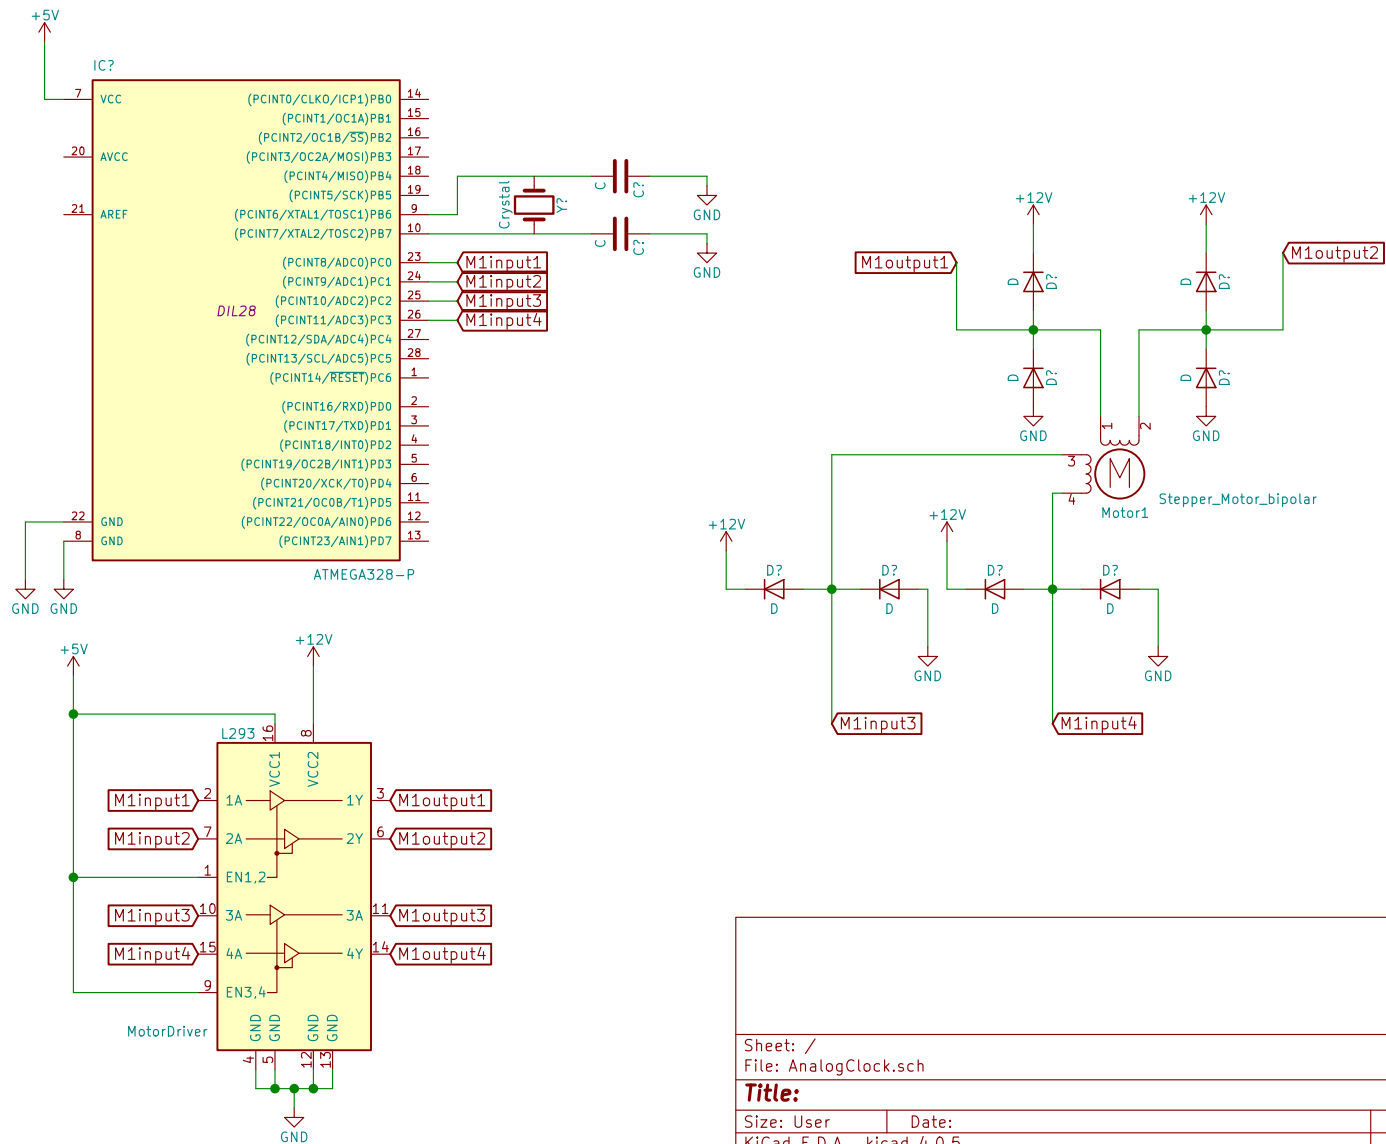 +5V
IC?
7 VCC
20 AVCC
21 AREF
22 GND
8 GND
(PCINT0/CLKO/ICP1)PB0 14
(PCINT1/OC1A)PB1 15
(PCINT2/OC1B/SS)PB2 16
(PCINT3/OC2A/MOSI)PB3 17
(PCINT4/MISO)PB4 18
(PCINT5/SCK)PB5 19
(PCINT6/XTAL1/TOSC1)PB6 9
(PCINT7/XTAL2/TOSC2)PB7 10
(PCINT8/ADC0)PC0 23
(PCINT9/ADC1)PC1 24
(PCINT10/ADC2)PC2 25
(PCINT11/ADC3)PC3 26
(PCINT12/SDA/ADC4)PC4 27
(PCINT13/SCL/ADC5)PC5 28
(PCINT14/RESET)PC6 1
(PCINT16/RXD)PD0 2
(PCINT17/TXD)PD1 3
(PCINT18/INT0)PD2 4
(PCINT19/OC2B/INT1)PD3 5
(PCINT20/XCK/T0)PD4 6
(PCINT21/OC0B/T1)PD5 11
(PCINT22/OC0A/AIN0)PD6 12
(PCINT23/AIN1)PD7 13
DIL28
ATMEGA328-P
GND
GND
Crystal
Y?
C
C?
GND
C
C?
GND
M1input1
M1input2
M1input3
M1input4
+12V
+12V
M1output1
M1output2
D
D?
D
D?
D
D?
D
D?
GND
GND
1
2
3
4
M
Motor1
Stepper_Motor_bipolar
+12V
+12V
D?
D
D?
D
D?
D
D?
D
GND
GND
M1input3
M1input4
+5V
+12V
L293
16
8
VCC1
VCC2
M1input1 2 1A 1Y 3 M1output1
M1input2 7 2A 2Y 6 M1output2
1 EN1,2
M1input3 10 3A 3A 11 M1output3
M1input4 15 4A 4Y 14 M1output4
9 EN3,4
MotorDriver
GND
GND
GND
GND
4
5
12
13
GND
Sheet: /
File: AnalogClock.sch
Title:
Size: User
Date:
KiCad E.D.A. kicad 4.0.5